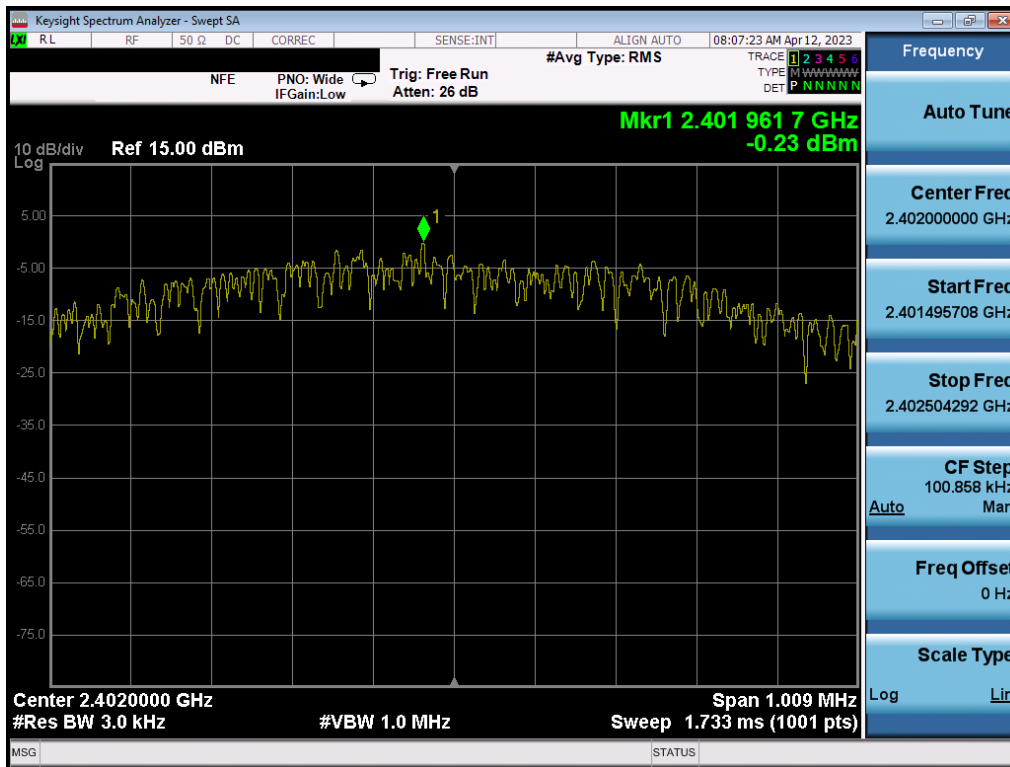 Keysight Spectrum Analyzer - Swept SA
LXI RL RF 50 Ω DC CORREC SENSE:INT ALIGN AUTO 08:07:23 AM Apr 12, 2023
#Avg Type: RMS
TRACE 1 2 3 4 5 6
NFE PNO: Wide Trig: Free Run
TYPE M W W W W W
IFGain:Low Atten: 26 dB
DET P N N N N N
Mkr1 2.401 961 7 GHz
-0.23 dBm
10 dB/div Ref 15.00 dBm
Log
1
5.00
-5.00
-15.0
-25.0
-35.0
-45.0
-55.0
-65.0
-75.0
Center 2.4020000 GHz Span 1.009 MHz
#Res BW 3.0 kHz #VBW 1.0 MHz Sweep 1.733 ms (1001 pts)
MSG STATUS
Frequency
Auto Tune
Center Freq
2.402000000 GHz
Start Freq
2.401495708 GHz
Stop Freq
2.402504292 GHz
CF Step
100.858 kHz
Auto Man
Freq Offset
0 Hz
Scale Type
Log Lin